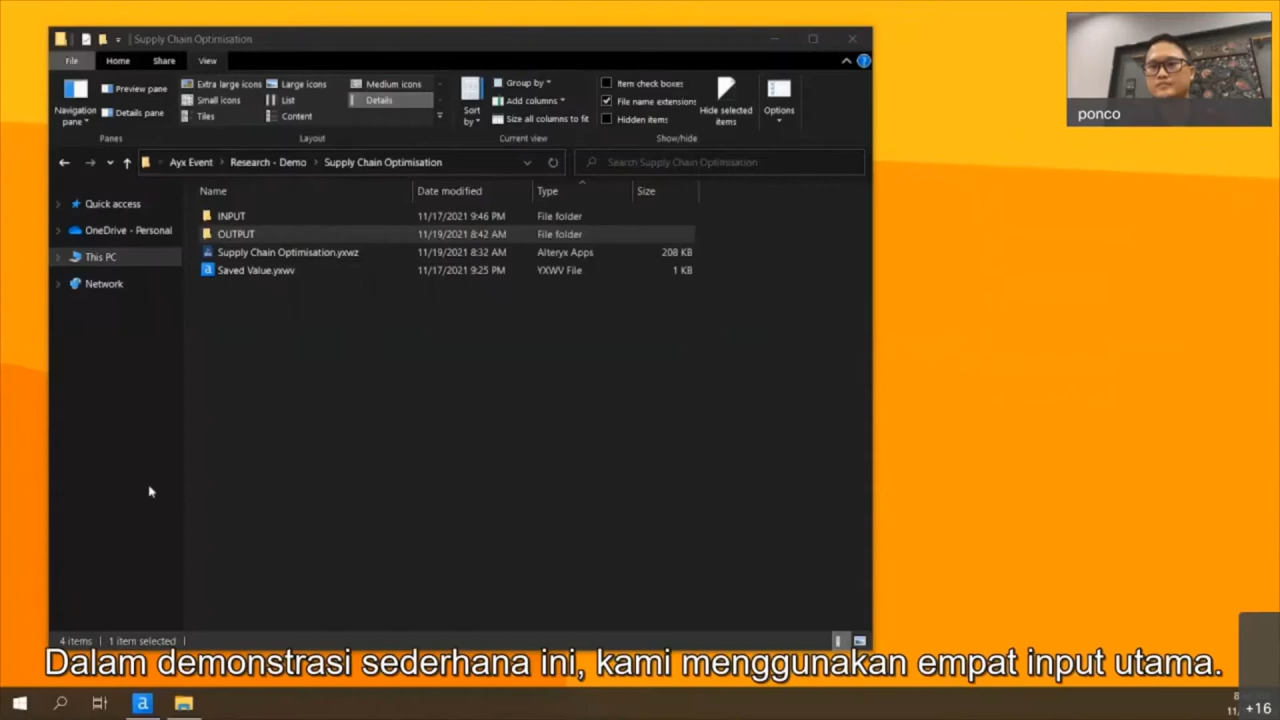 Supply Chain Optimisation
ponco
File Home Share View
Navigation pane
Preview pane
Details pane
Panes
Extra large icons Large icons Medium icons
Small icons List Details
Tiles Content
Layout
Sort by
Group by
Add columns
Size all columns to fit
Current view
Item check boxes
File name extensions
Hidden items
Hide selected items
Show/hide
Options
Ayx Event Research - Demo Supply Chain Optimisation
Search Supply Chain Optimisation
Quick access
OneDrive - Personal
This PC
Network
Name Date modified Type Size
INPUT 11/17/2021 9:46 PM File folder
OUTPUT 11/19/2021 8:42 AM File folder
Supply Chain Optimisation.yxwz 11/19/2021 8:32 AM Alteryx Apps 208 KB
Saved Value.yxwv 11/17/2021 9:25 PM YXWV File 1 KB
4 items 1 item selected
Dalam demonstrasi sederhana ini, kami menggunakan empat input utama.
+16